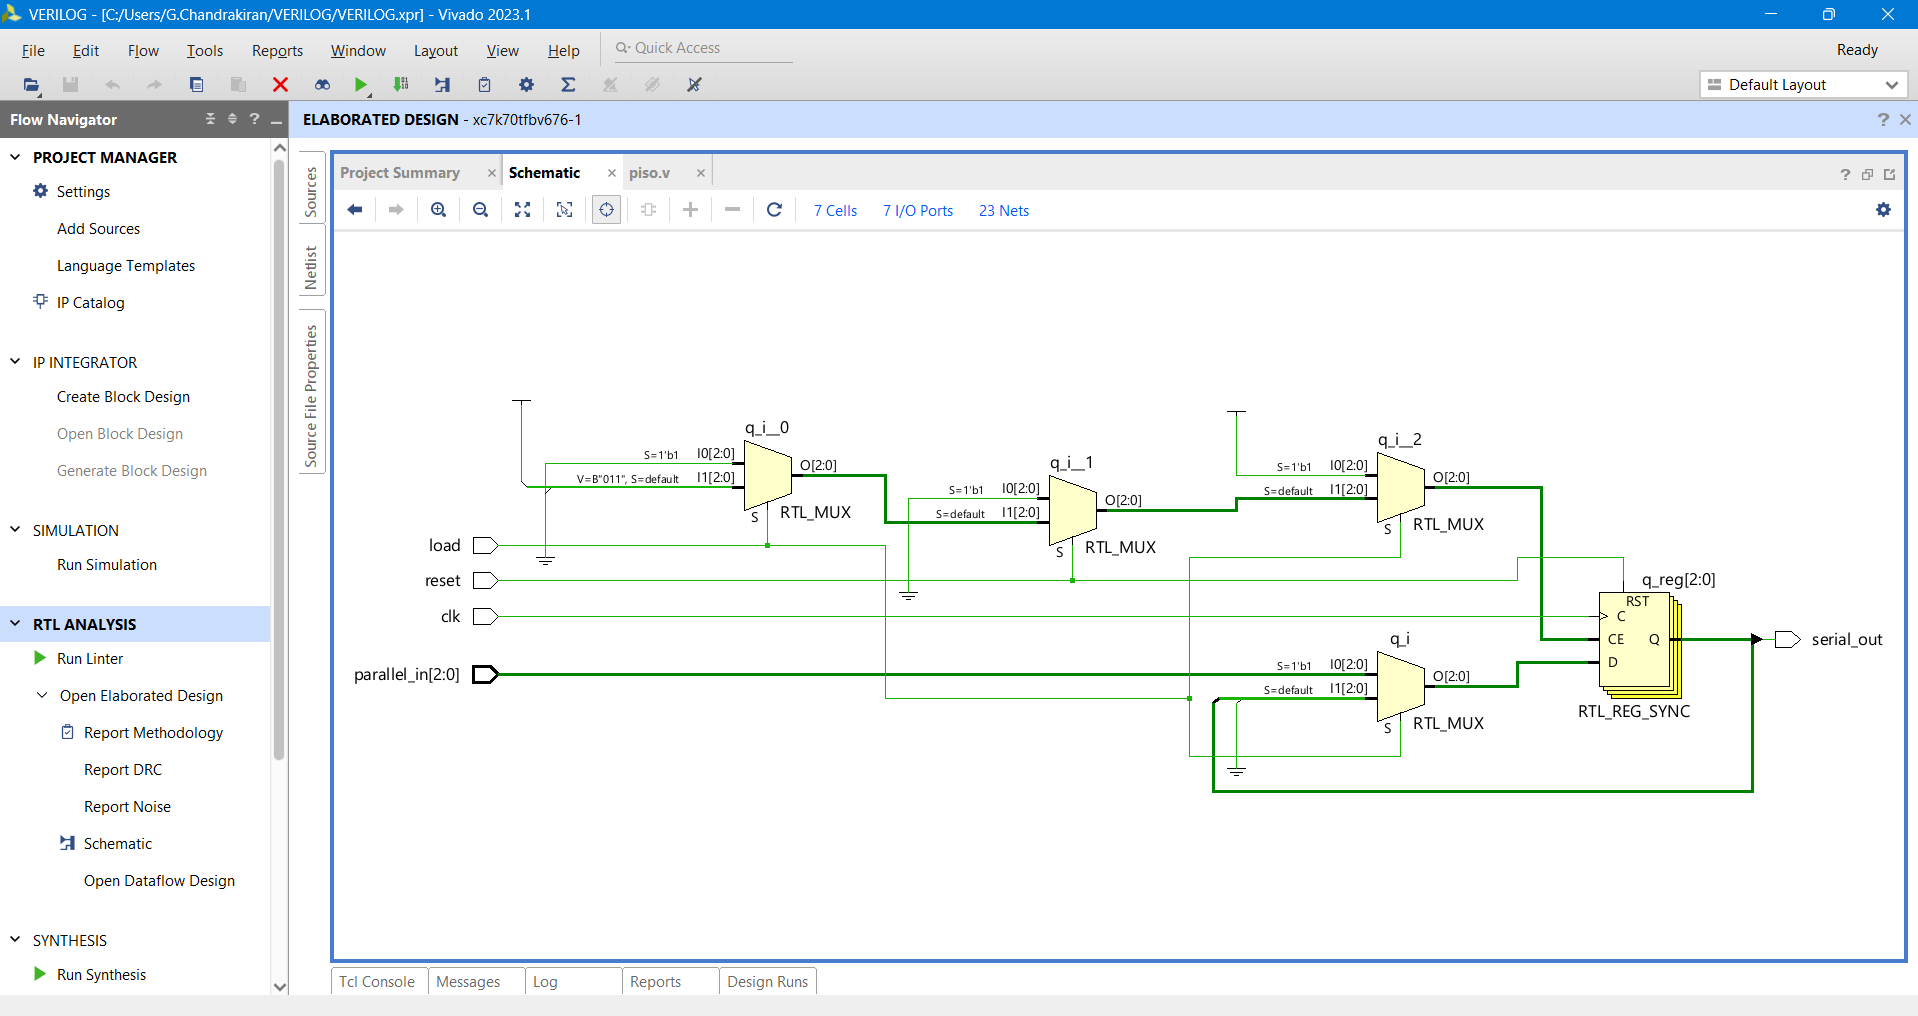 VERILOG - [C:/Users/G.Chandrakiran/VERILOG/VERILOG.xpr] - Vivado 2023.1
File Edit Flow Tools Reports Window Layout View Help Quick Access Ready
Default Layout
Flow Navigator
ELABORATED DESIGN - xc7k70tfbv676-1
PROJECT MANAGER
Settings
Add Sources
Language Templates
IP Catalog
IP INTEGRATOR
Create Block Design
Open Block Design
Generate Block Design
SIMULATION
Run Simulation
RTL ANALYSIS
Run Linter
Open Elaborated Design
Report Methodology
Report DRC
Report Noise
Schematic
Open Dataflow Design
SYNTHESIS
Run Synthesis
Sources
Netlist
Source File Properties
Project Summary Schematic piso.v
7 Cells 7 I/O Ports 23 Nets
q_i__0
S=1'b1 I0[2:0]
V=B"011", S=default I1[2:0]
O[2:0]
S
RTL_MUX
q_i__1
S=1'b1 I0[2:0]
S=default I1[2:0]
O[2:0]
S
RTL_MUX
q_i__2
S=1'b1 I0[2:0]
S=default I1[2:0]
O[2:0]
S
RTL_MUX
load
reset
clk
parallel_in[2:0]
q_i
S=1'b1 I0[2:0]
S=default I1[2:0]
O[2:0]
S
RTL_MUX
q_reg[2:0]
RST
C
CE Q
D
RTL_REG_SYNC
serial_out
Tcl Console Messages Log Reports Design Runs